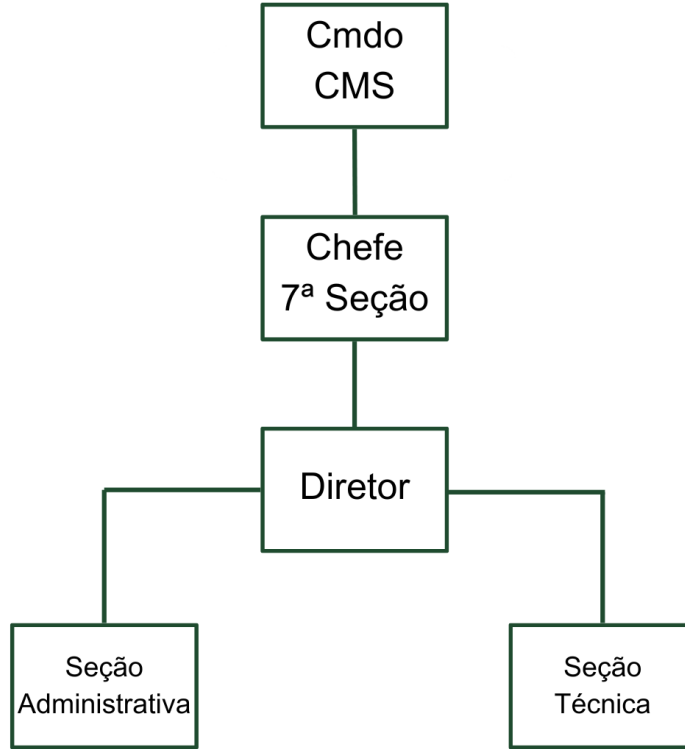 Cmdo
CMS
Chefe
7ª Seção
Diretor
Seção
Administrativa
Seção
Técnica